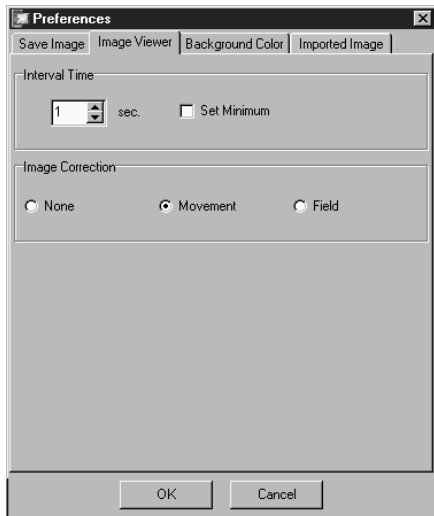 Preferences
Save Image Image Viewer Background Color Imported Image
Interval Time
1 sec. Set Minimum
Image Correction
None Movement Field
OK Cancel